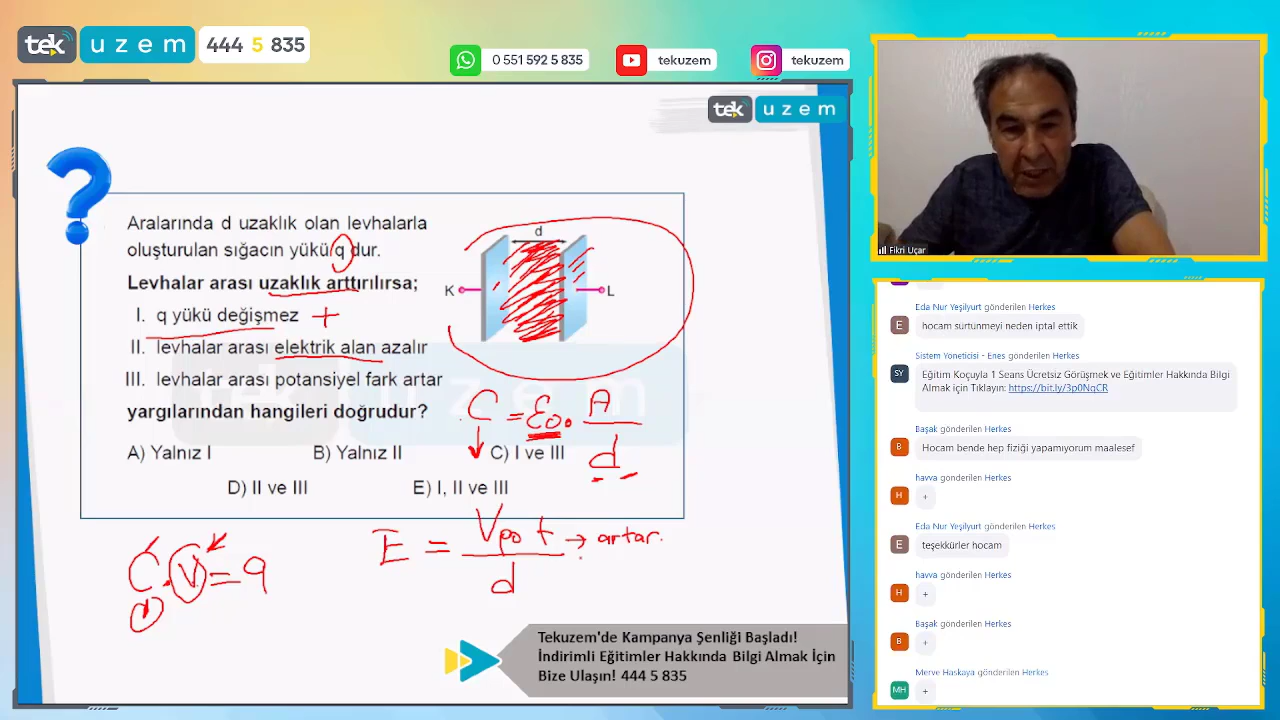 tek uzem 444 5 835
0 551 592 5 835
tekuzem
tekuzem
tek uzem
Aralarında d uzaklık olan levhalarla
oluşturulan sığacın yükü q dur.
Levhalar arası uzaklık arttırılırsa;
I. q yükü değişmez +
II. levhalar arası elektrik alan azalır
III. levhalar arası potansiyel fark artar
yargılarından hangileri doğrudur?
A) Yalnız I B) Yalnız II C) I ve III
D) II ve III E) I, II ve III
d
K L
C = ε0 . A / d
E = Vpot / d → artar.
C . V = q
Tekuzem'de Kampanya Şenliği Başladı!
İndirimli Eğitimler Hakkında Bilgi Almak İçin
Bize Ulaşın! 444 5 835
Fikri Uçar
Eda Nur Yeşilyurt gönderilen Herkes
E hocam sürtünmeyi neden iptal ettik
Sistem Yoneticisi - Enes gönderilen Herkes
SY Eğitim Koçuyla 1 Seans Ücretsiz Görüşmek ve Eğitimler Hakkında Bilgi
Almak için Tıklayın: https://bit.ly/3p0NqCR
Başak gönderilen Herkes
B Hocam bende hep fiziği yapamıyorum maalesef
havva gönderilen Herkes
H +
Eda Nur Yeşilyurt gönderilen Herkes
E teşekkürler hocam
havva gönderilen Herkes
H +
Başak gönderilen Herkes
B +
Merve Haskaya gönderilen Herkes
MH +